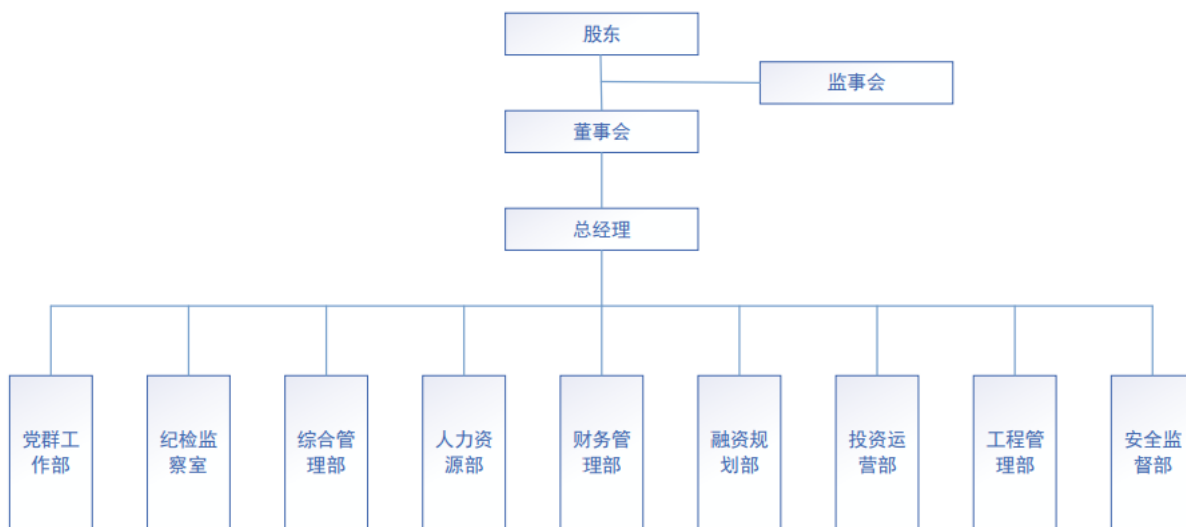 股东
监事会
董事会
总经理
党群工
作部
纪检监
察室
综合管
理部
人力资
源部
财务管
理部
融资规
划部
投资运
营部
工程管
理部
安全监
督部